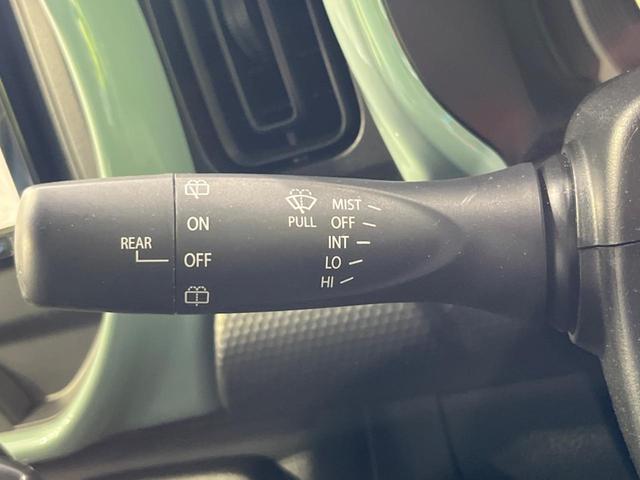 REAR
ON
OFF
PULL
MIST
OFF
INT
LO
HI